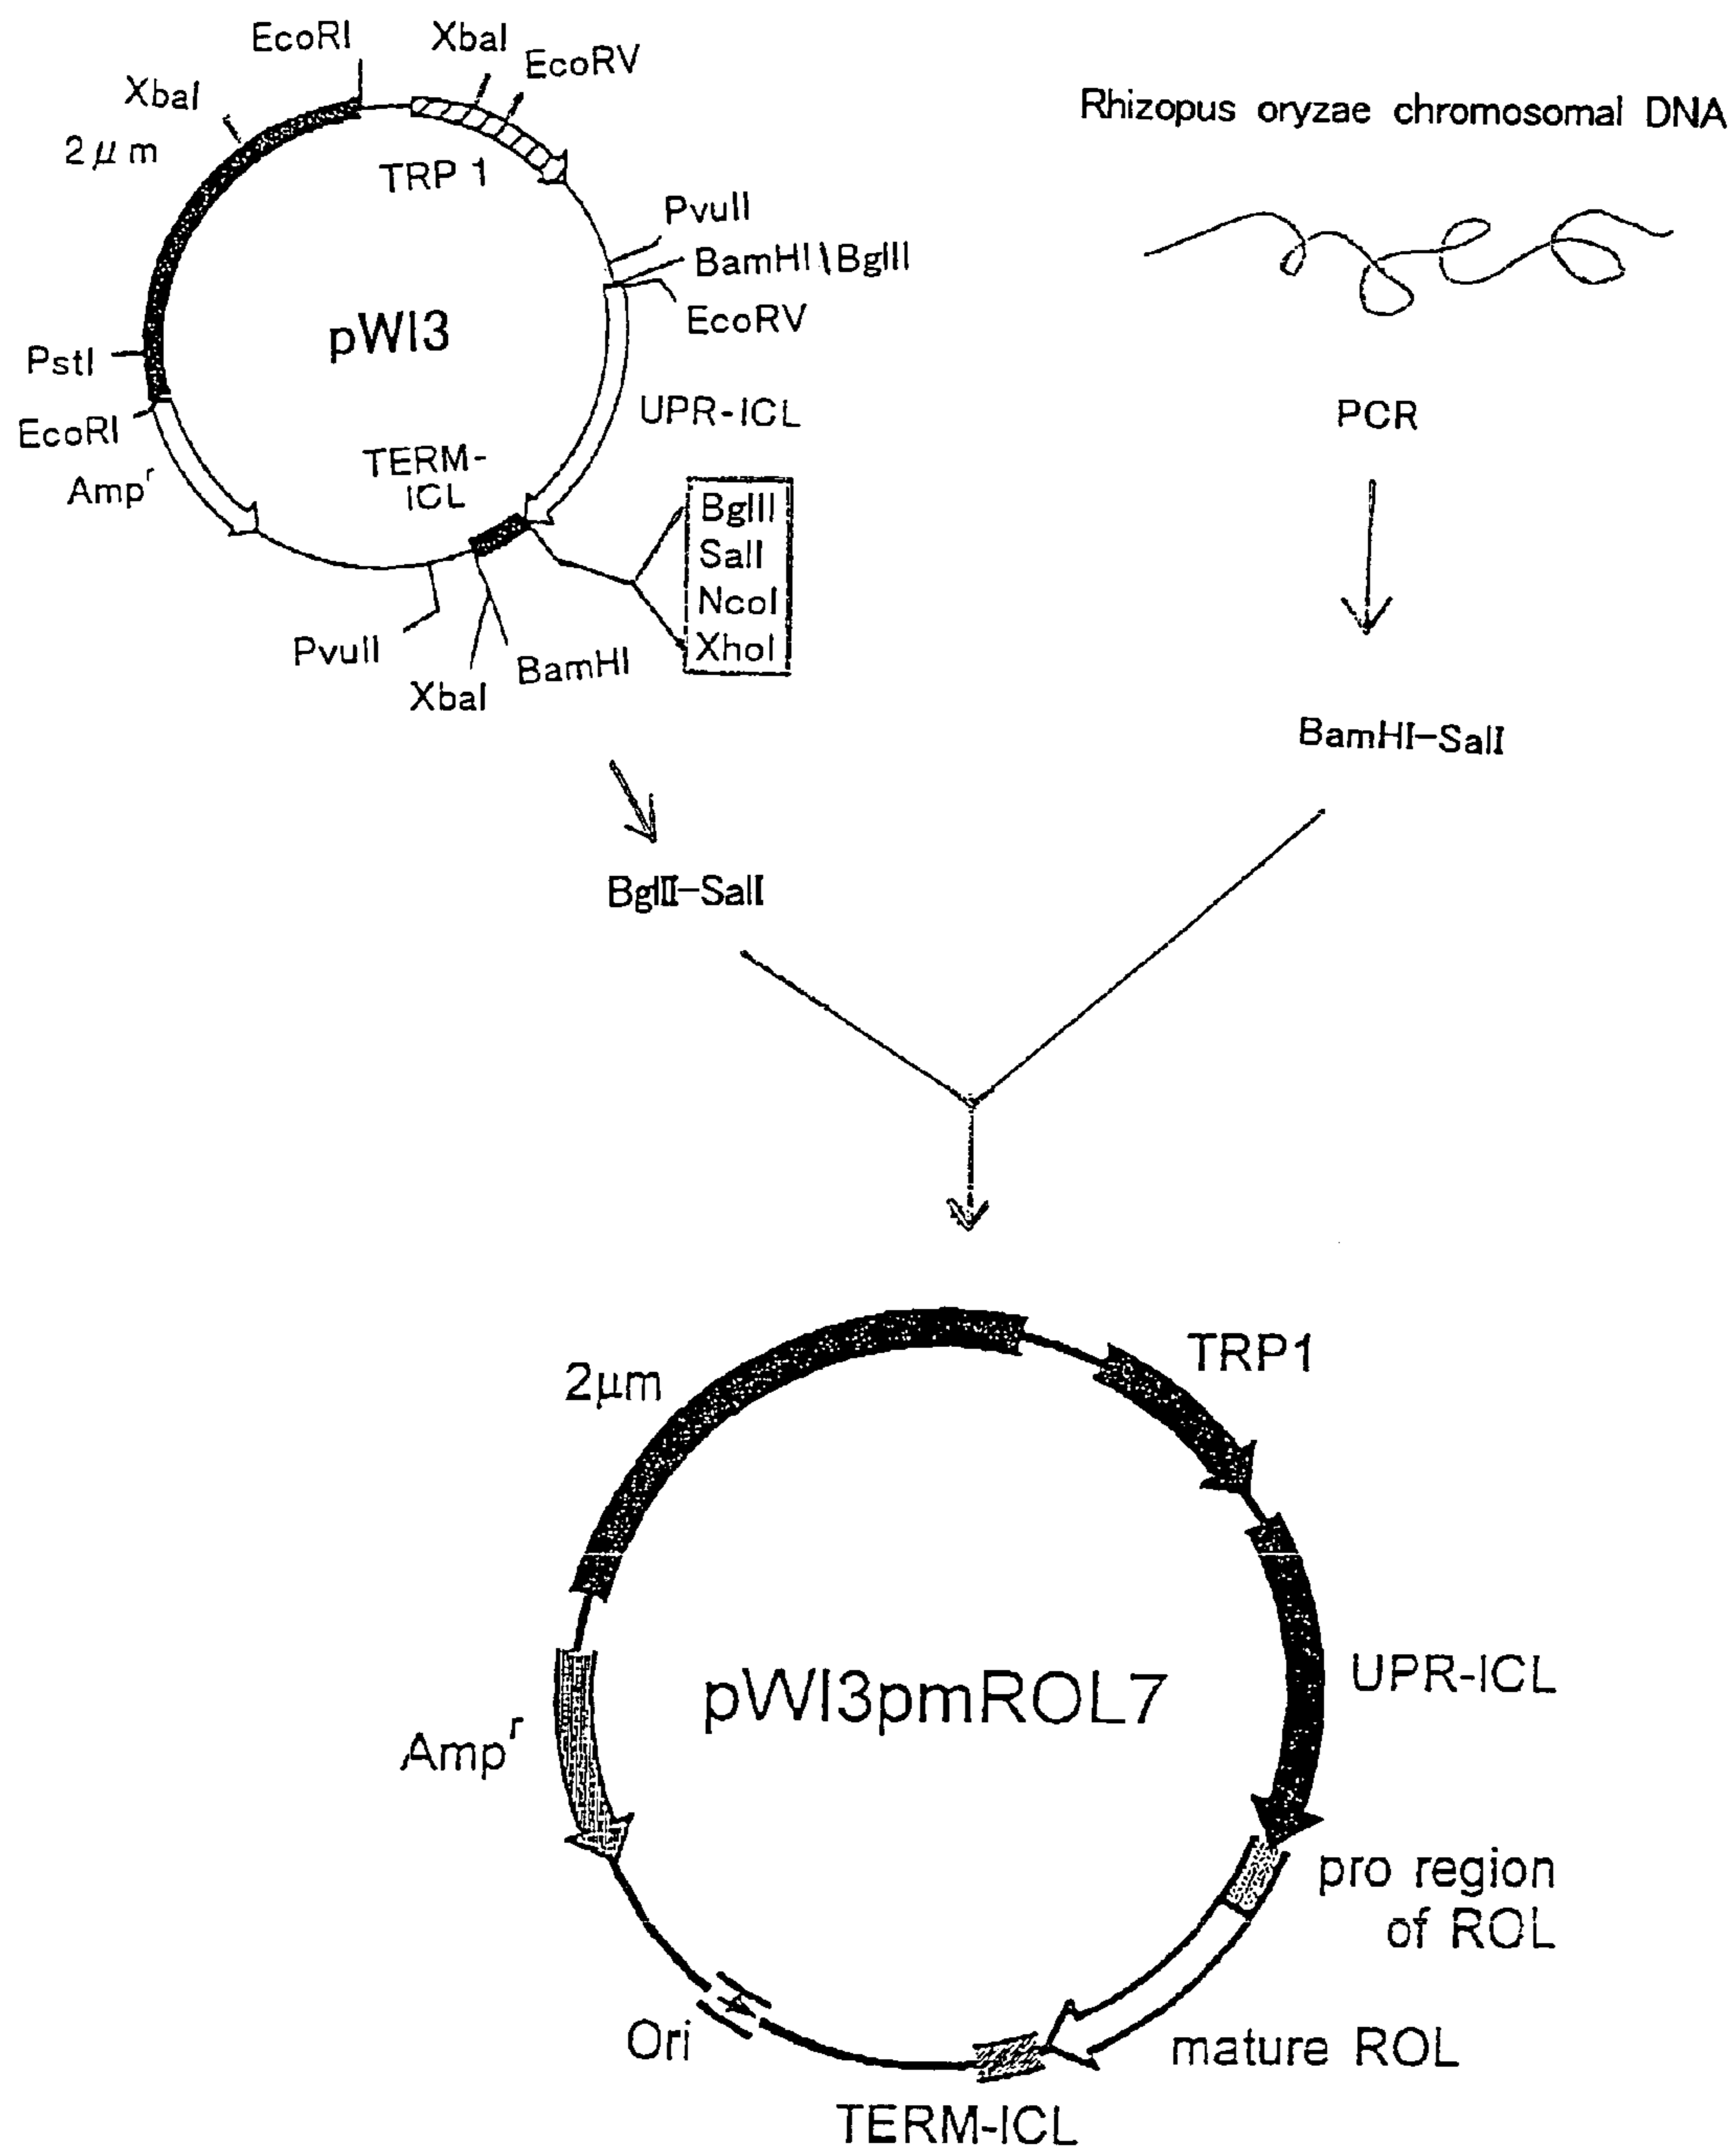 EcoRI
XbaI
EcoRV
XbaI
2μm
TRP 1
PvuII
BamHI\BglII
EcoRV
pWI3
PstI
EcoRI
Amp^r
UPR-ICL
TERM-
ICL
BglII
SalI
NcoI
XhoI
PvuII
XbaI
BamHI
Rhizopus oryzae chromosomal DNA
PCR
BamHI-SalI
BglII-SalI
2μm
TRP1
UPR-ICL
pWI3pmROL7
Amp^r
pro region
of ROL
mature ROL
Ori
TERM-ICL